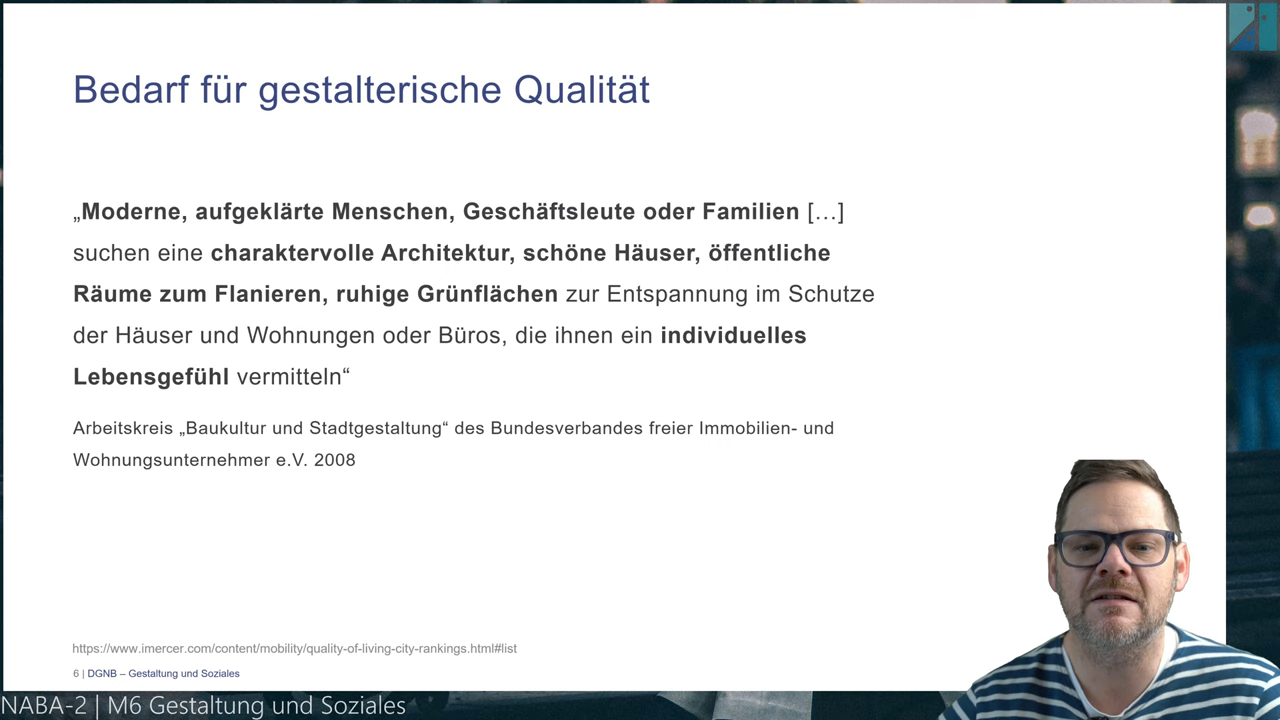 Bedarf für gestalterische Qualität
„Moderne, aufgeklärte Menschen, Geschäftsleute oder Familien […]
suchen eine charaktervolle Architektur, schöne Häuser, öffentliche
Räume zum Flanieren, ruhige Grünflächen zur Entspannung im Schutze
der Häuser und Wohnungen oder Büros, die ihnen ein individuelles
Lebensgefühl vermitteln“
Arbeitskreis „Baukultur und Stadtgestaltung“ des Bundesverbandes freier Immobilien- und
Wohnungsunternehmer e.V. 2008
https://www.imercer.com/content/mobility/quality-of-living-city-rankings.html#list
6 | DGNB – Gestaltung und Soziales
NABA-2 | M6 Gestaltung und Soziales